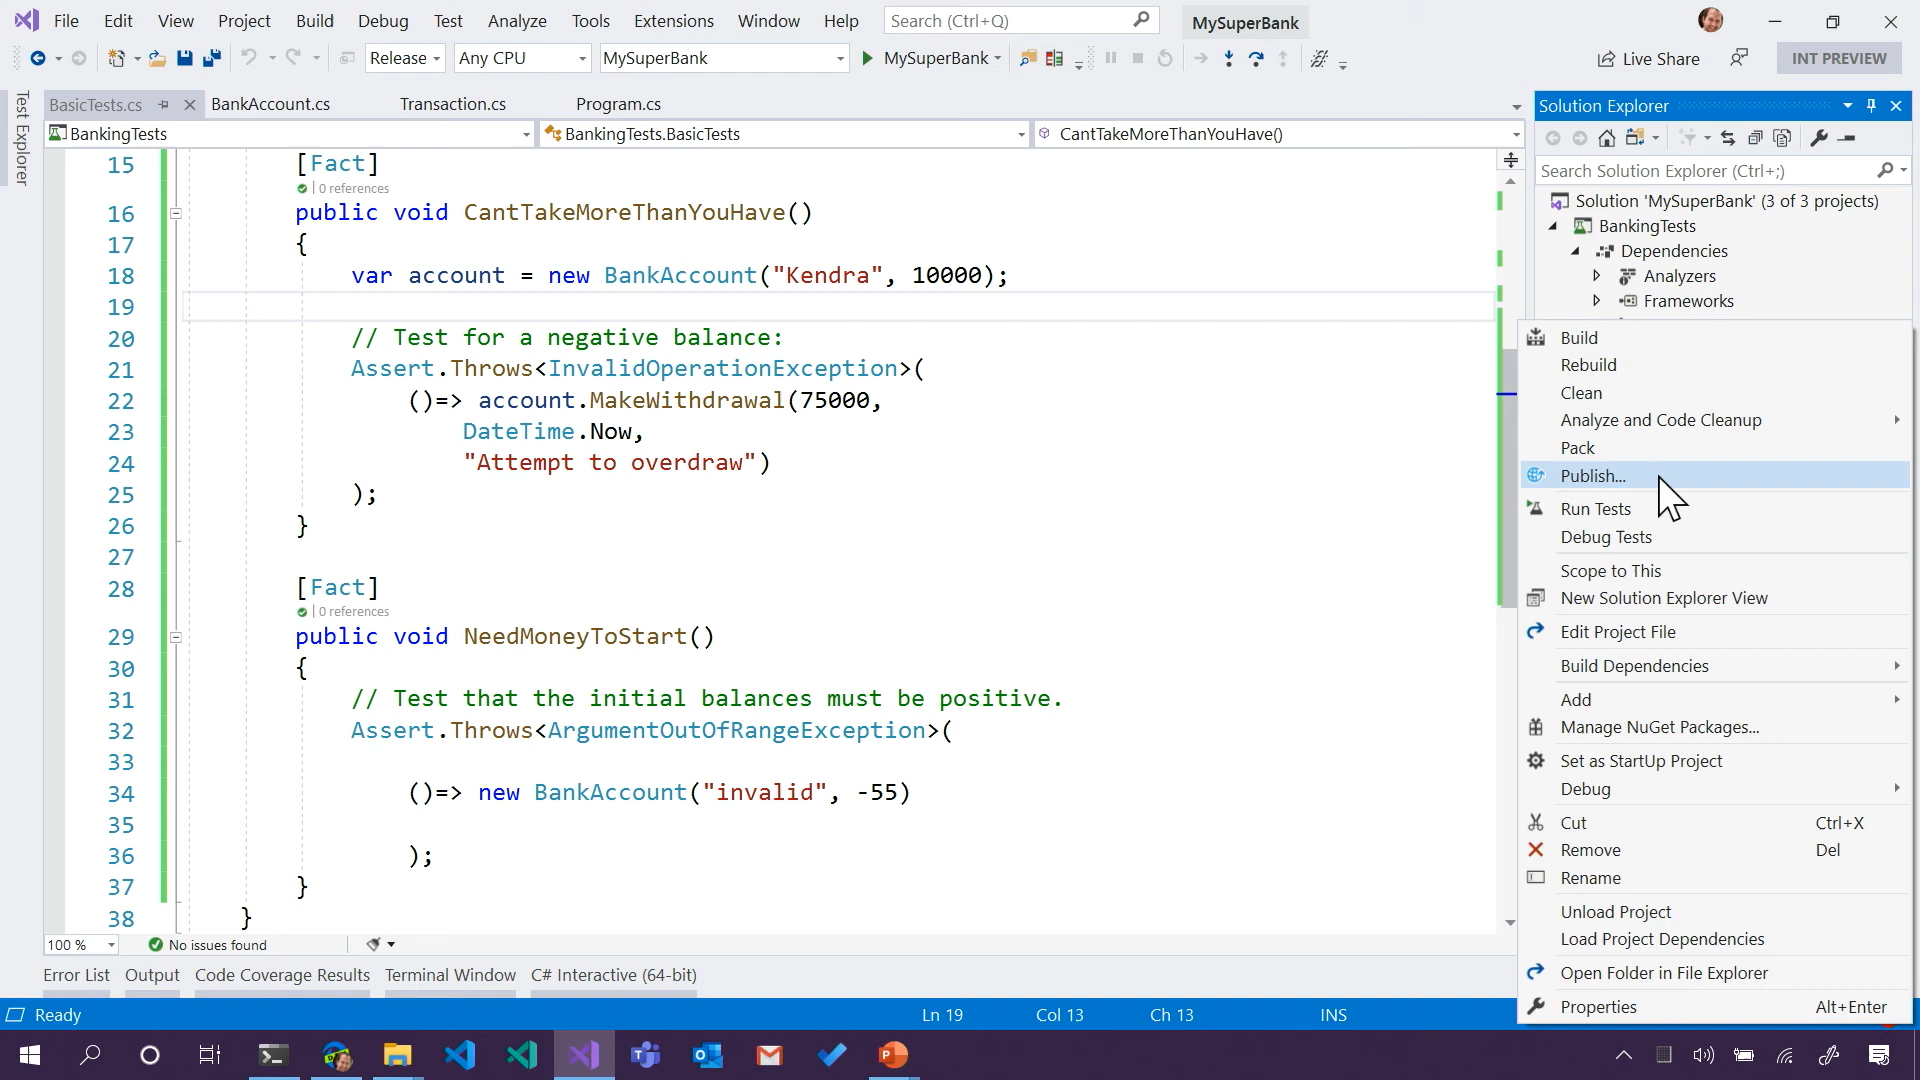 File Edit View Project Build Debug Test Analyze Tools Extensions Window Help Search (Ctrl+Q) MySuperBank
Release Any CPU MySuperBank MySuperBank Live Share INT PREVIEW
Test Explorer
BasicTests.cs BankAccount.cs Transaction.cs Program.cs
BankingTests BankingTests.BasicTests CantTakeMoreThanYouHave()
15 [Fact]
0 references
16 public void CantTakeMoreThanYouHave()
17 {
18 var account = new BankAccount("Kendra", 10000);
19
20 // Test for a negative balance:
21 Assert.Throws<InvalidOperationException>(
22 ()=> account.MakeWithdrawal(75000,
23 DateTime.Now,
24 "Attempt to overdraw")
25 );
26 }
27
28 [Fact]
0 references
29 public void NeedMoneyToStart()
30 {
31 // Test that the initial balances must be positive.
32 Assert.Throws<ArgumentOutOfRangeException>(
33
34 ()=> new BankAccount("invalid", -55)
35
36 );
37 }
38 }
100 % No issues found
Error List Output Code Coverage Results Terminal Window C# Interactive (64-bit)
Ready Ln 19 Col 13 Ch 13 INS
Solution Explorer
Search Solution Explorer (Ctrl+;)
Solution 'MySuperBank' (3 of 3 projects)
BankingTests
Dependencies
Analyzers
Frameworks
Build
Rebuild
Clean
Analyze and Code Cleanup
Pack
Publish...
Run Tests
Debug Tests
Scope to This
New Solution Explorer View
Edit Project File
Build Dependencies
Add
Manage NuGet Packages...
Set as StartUp Project
Debug
Cut Ctrl+X
Remove Del
Rename
Unload Project
Load Project Dependencies
Open Folder in File Explorer
Properties Alt+Enter